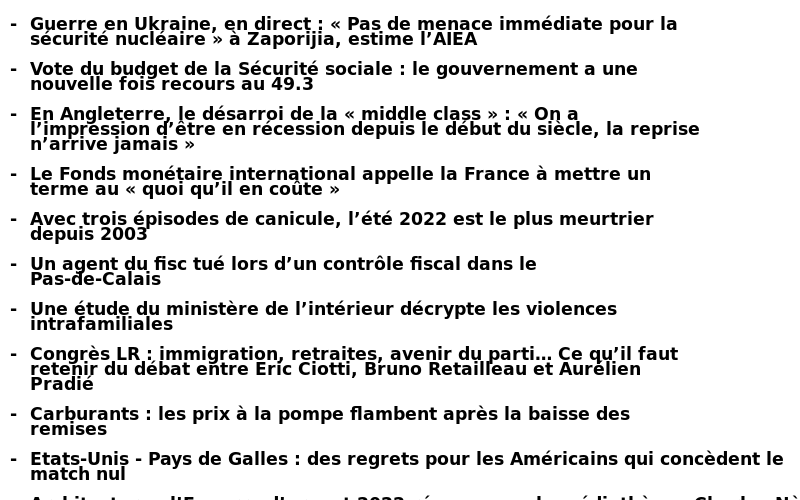 - Guerre en Ukraine, en direct : « Pas de menace immédiate pour la
sécurité nucléaire » à Zaporijia, estime l’AIEA
- Vote du budget de la Sécurité sociale : le gouvernement a une
nouvelle fois recours au 49.3
- En Angleterre, le désarroi de la « middle class » : « On a
l’impression d’être en récession depuis le début du siècle, la reprise
n’arrive jamais »
- Le Fonds monétaire international appelle la France à mettre un
terme au « quoi qu’il en coûte »
- Avec trois épisodes de canicule, l’été 2022 est le plus meurtrier
depuis 2003
- Un agent du fisc tué lors d’un contrôle fiscal dans le
Pas-de-Calais
- Une étude du ministère de l’intérieur décrypte les violences
intrafamiliales
- Congrès LR : immigration, retraites, avenir du parti… Ce qu’il faut
retenir du débat entre Eric Ciotti, Bruno Retailleau et Aurélien
Pradié
- Carburants : les prix à la pompe flambent après la baisse des
remises
- Etats-Unis - Pays de Galles : des regrets pour les Américains qui concèdent le
match nul